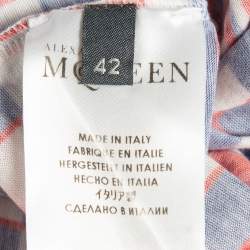 ALEXA
McQUEEN
42
MADE IN ITALY
FABRIQUE EN ITALIE
HERGESTELLT IN ITALIEN
HECHO EN ITALIA
イタリア製
СДЕЛАНО В ИТАЛИИ